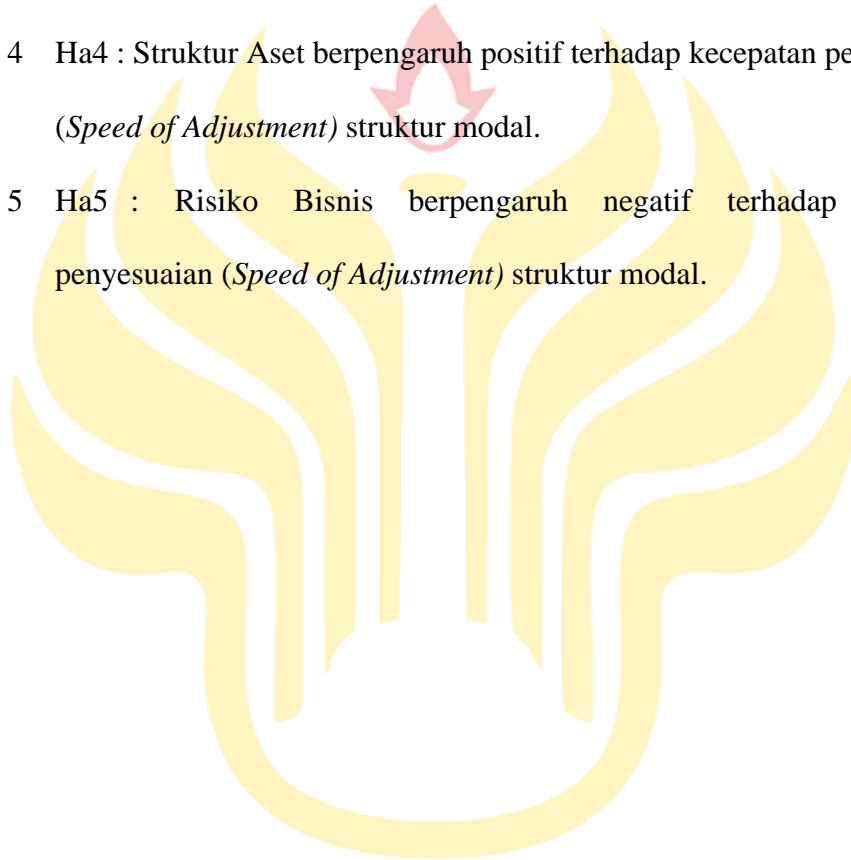 4 Ha4 : Struktur Aset berpengaruh positif terhadap kecepatan pe
(Speed of Adjustment) struktur modal.
5 Ha5 : Risiko Bisnis berpengaruh negatif terhadap
penyesuaian (Speed of Adjustment) struktur modal.